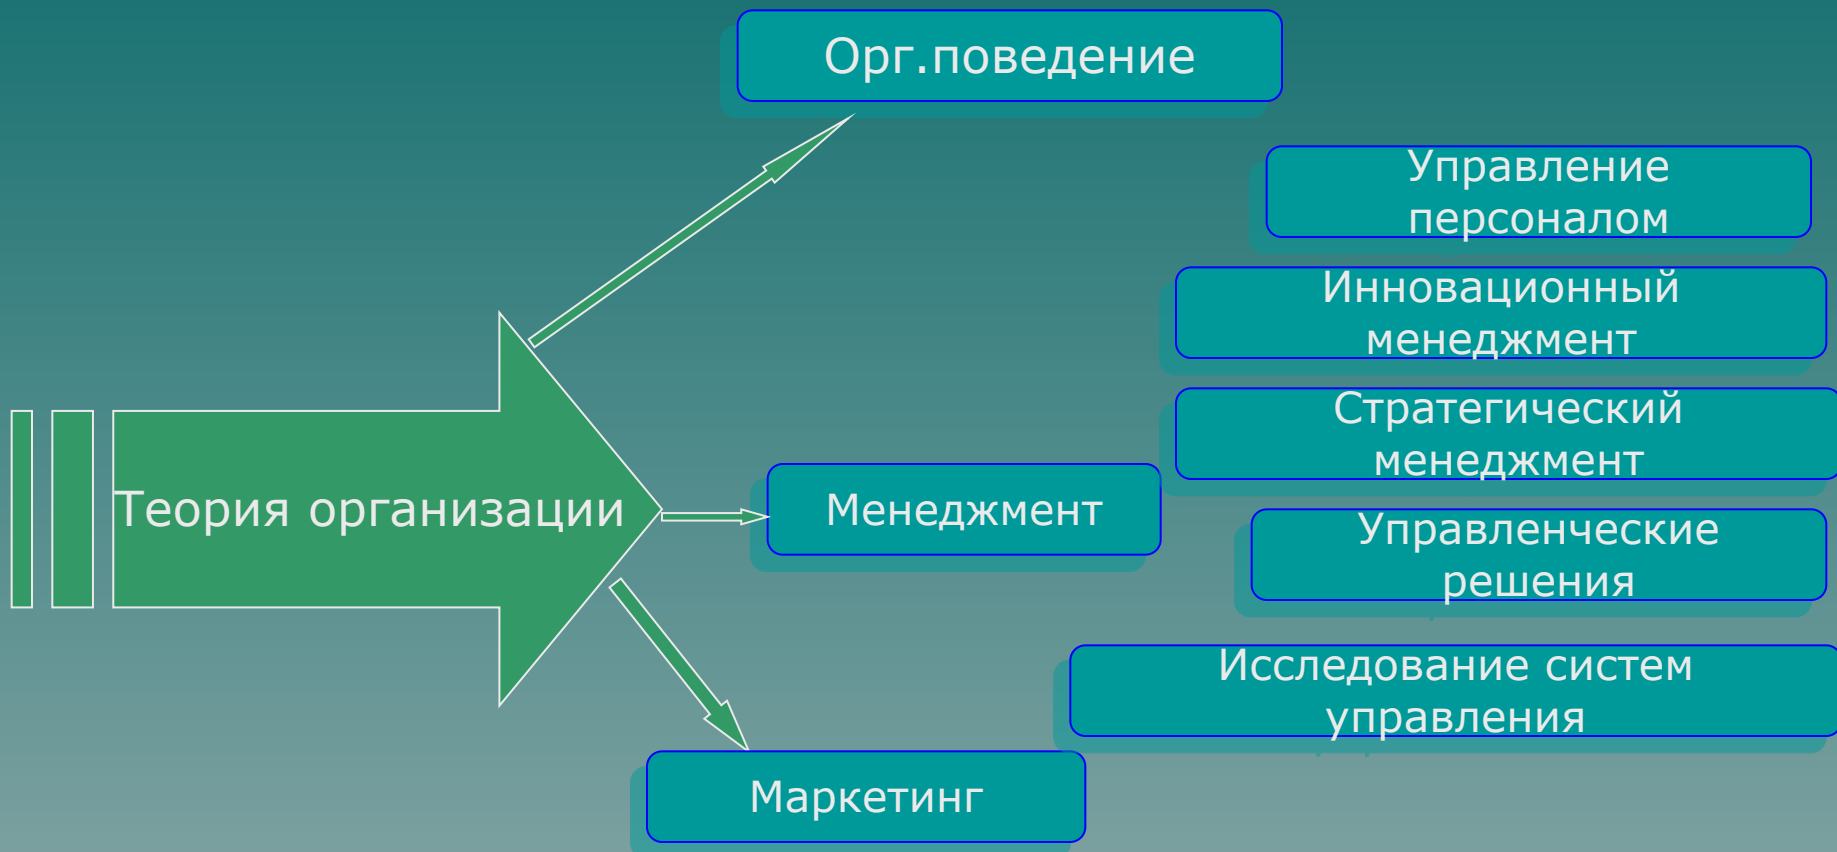 Орг.поведение
Управление
персоналом
Инновационный
менеджмент
Стратегический
менеджмент
Теория организации
Менеджмент
Управленческие
решения
Исследование систем
управления
Маркетинг